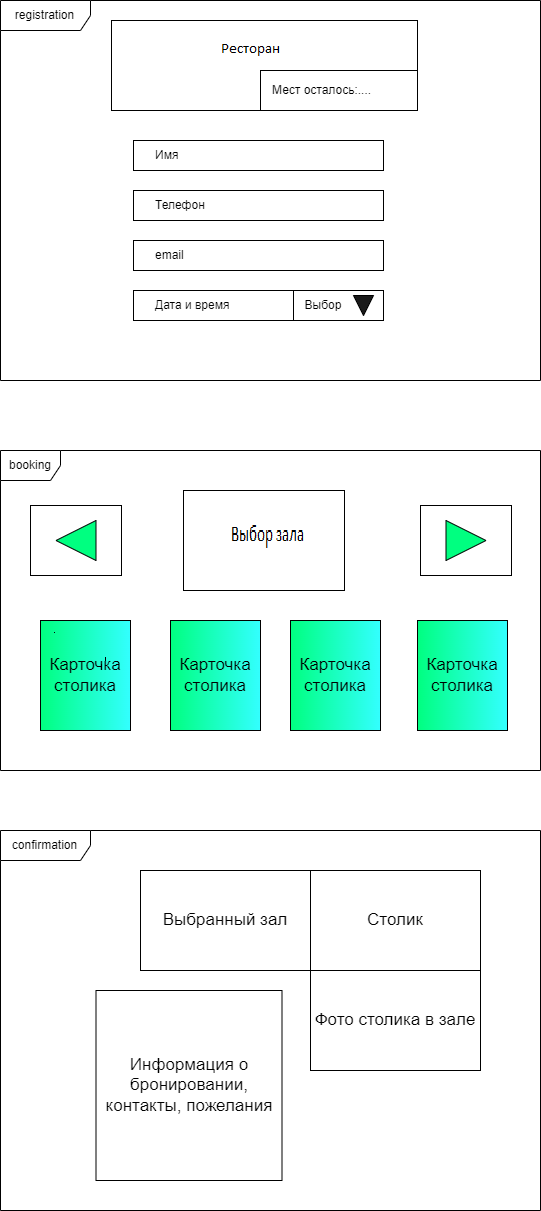 registration
Ресторан
Мест осталось:....
Имя
Телефон
email
Дата и время
Выбор
booking
Выбор зала
Карточka
столика
Карточка
столика
Карточка
столика
Карточка
столика
confirmation
Выбранный зал
Столик
Фото столика в зале
Информация о
бронировании,
контакты, пожелания